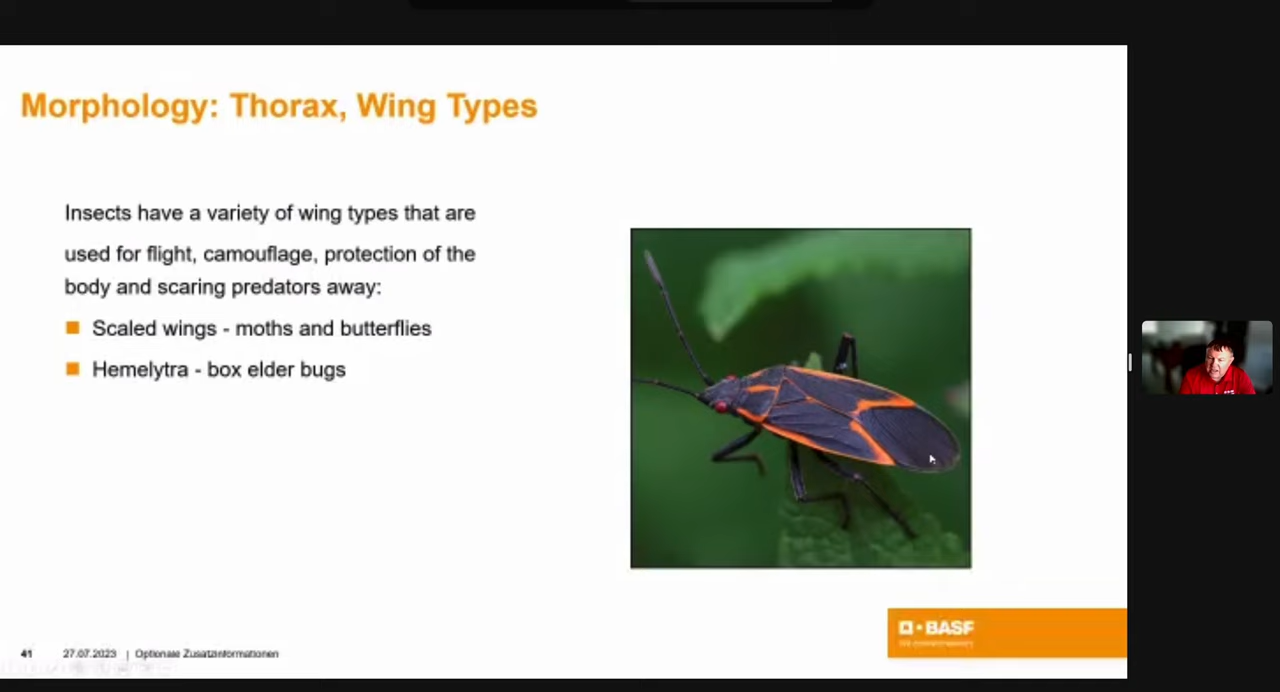 Morphology: Thorax, Wing Types
Insects have a variety of wing types that are
used for flight, camouflage, protection of the
body and scaring predators away:
Scaled wings - moths and butterflies
Hemelytra - box elder bugs
BASF
41 27.07.2023 | Optionale Zusatzinformationen